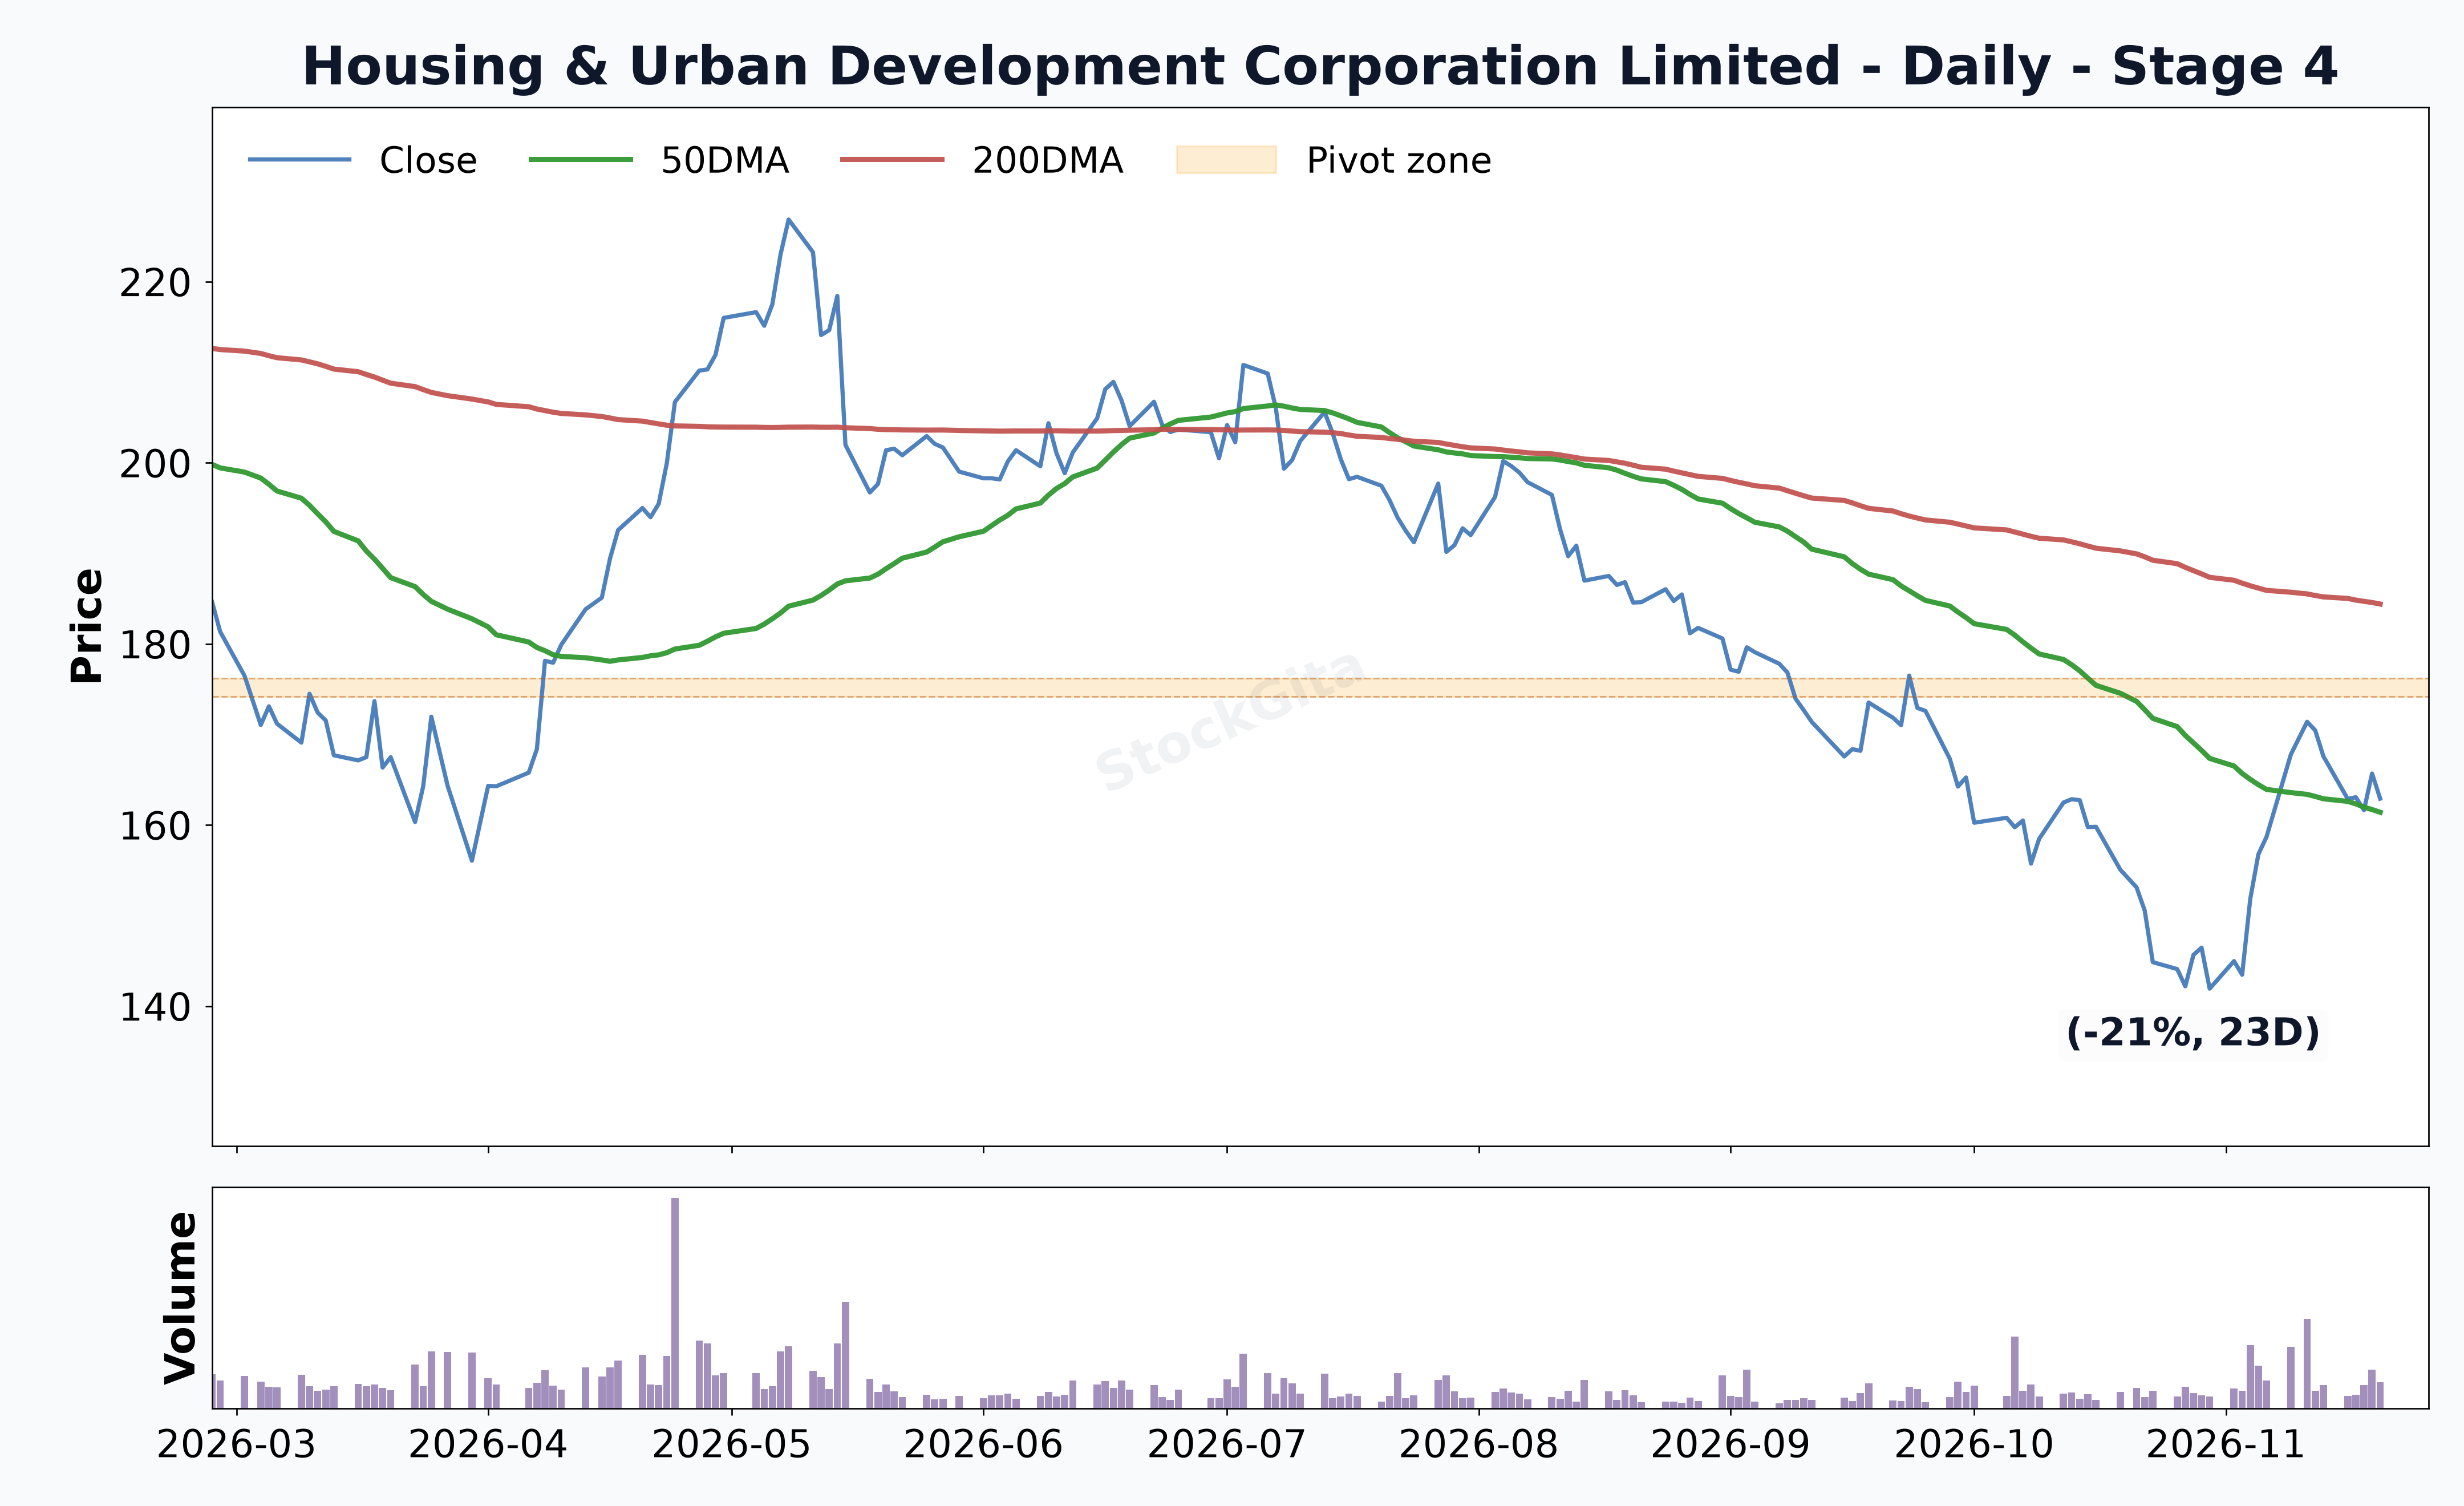 Housing & Urban Development Corporation Limited - Daily - Stage 4
Close 50DMA 200DMA Pivot zone
Price
220
200
180
160
140
StockGita
(-21%, 23D)
Volume
2026-03 2026-04 2026-05 2026-06 2026-07 2026-08 2026-09 2026-10 2026-11